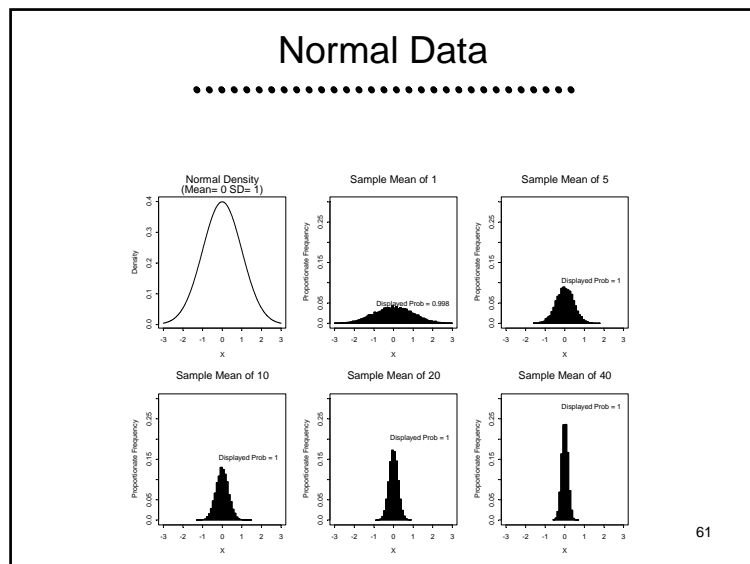 Normal Data
Normal Density
(Mean= 0 SD= 1)
Density
0.0 0.1 0.2 0.3 0.4
-3 -2 -1 0 1 2 3
X
Sample Mean of 1
Proportionate Frequency
0.0 0.05 0.15 0.25
Displayed Prob = 0.998
-3 -2 -1 0 1 2 3
X
Sample Mean of 5
Proportionate Frequency
0.0 0.05 0.15 0.25
Displayed Prob = 1
-3 -2 -1 0 1 2 3
X
Sample Mean of 10
Proportionate Frequency
0.0 0.05 0.15 0.25
Displayed Prob = 1
-3 -2 -1 0 1 2 3
X
Sample Mean of 20
Proportionate Frequency
0.0 0.05 0.15 0.25
Displayed Prob = 1
-3 -2 -1 0 1 2 3
X
Sample Mean of 40
Proportionate Frequency
0.0 0.05 0.15 0.25
Displayed Prob = 1
-3 -2 -1 0 1 2 3
X
61